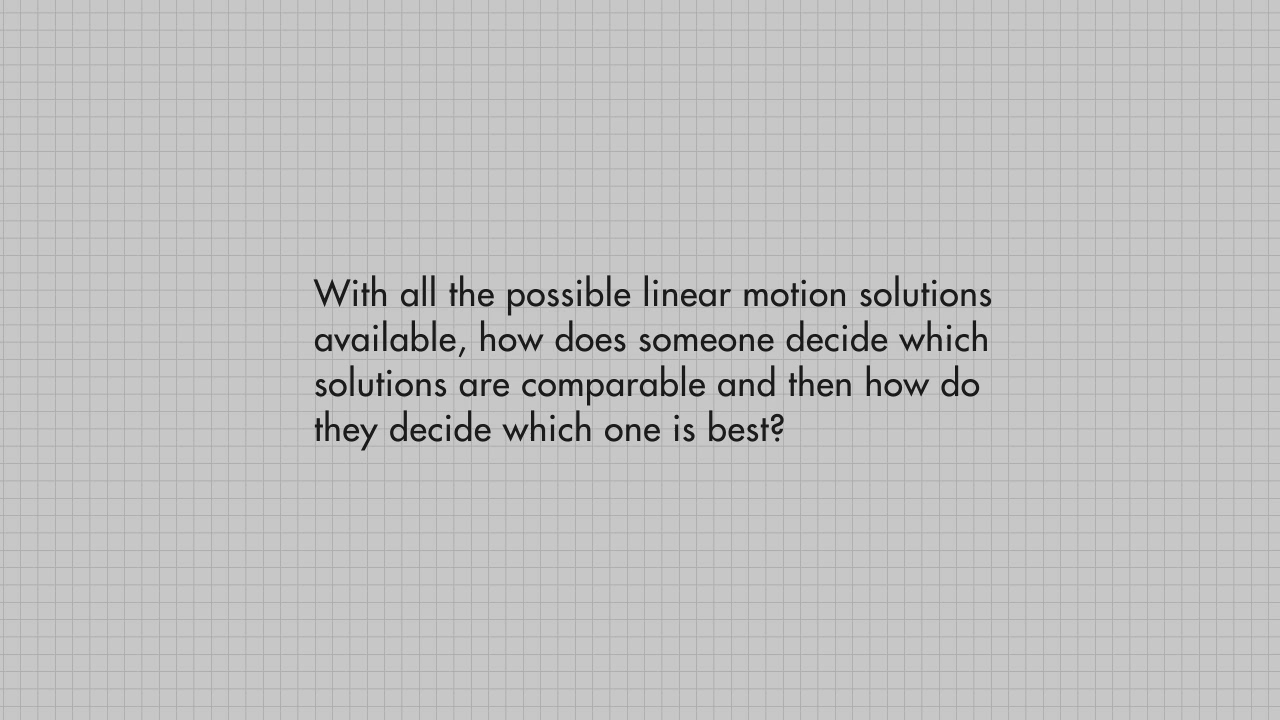 With all the possible linear motion solutions
available, how does someone decide which
solutions are comparable and then how do
they decide which one is best?